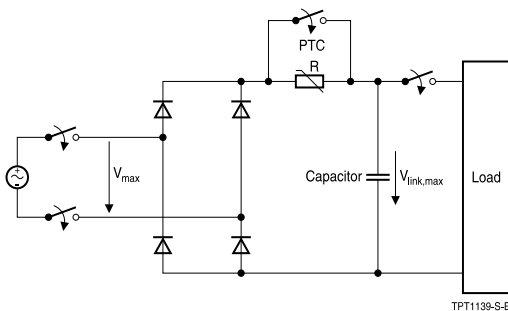 PTC
R
V max
Capacitor
V link,max
Load
TPT1139-S-E